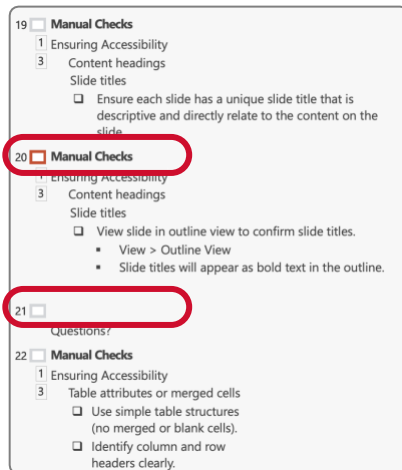 19 Manual Checks
1 Ensuring Accessibility
3 Content headings
Slide titles
❑ Ensure each slide has a unique slide title that is
descriptive and directly relate to the content on the
slide
20 Manual Checks
1 Ensuring Accessibility
3 Content headings
Slide titles
❑ View slide in outline view to confirm slide titles.
▪ View > Outline View
▪ Slide titles will appear as bold text in the outline.
21
Questions?
22 Manual Checks
1 Ensuring Accessibility
3 Table attributes or merged cells
❑ Use simple table structures
(no merged or blank cells).
❑ Identify column and row
headers clearly.